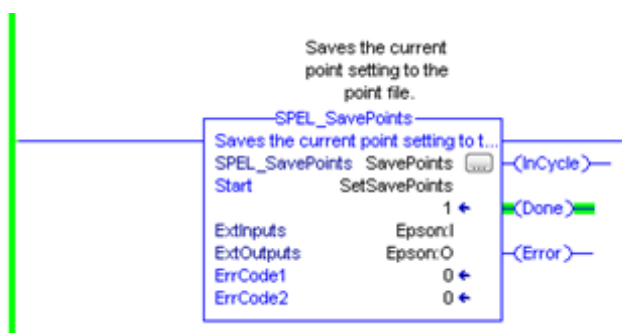 Saves the current
point setting to the
point file.
SPEL_SavePoints
Saves the current point setting to t...
SPEL_SavePoints SavePoints ...
(InCycle)
Start SetSavePoints
1
(Done)
ExtInputs Epson:I
ExtOutputs Epson:O
(Error)
ErrCode1 0
ErrCode2 0